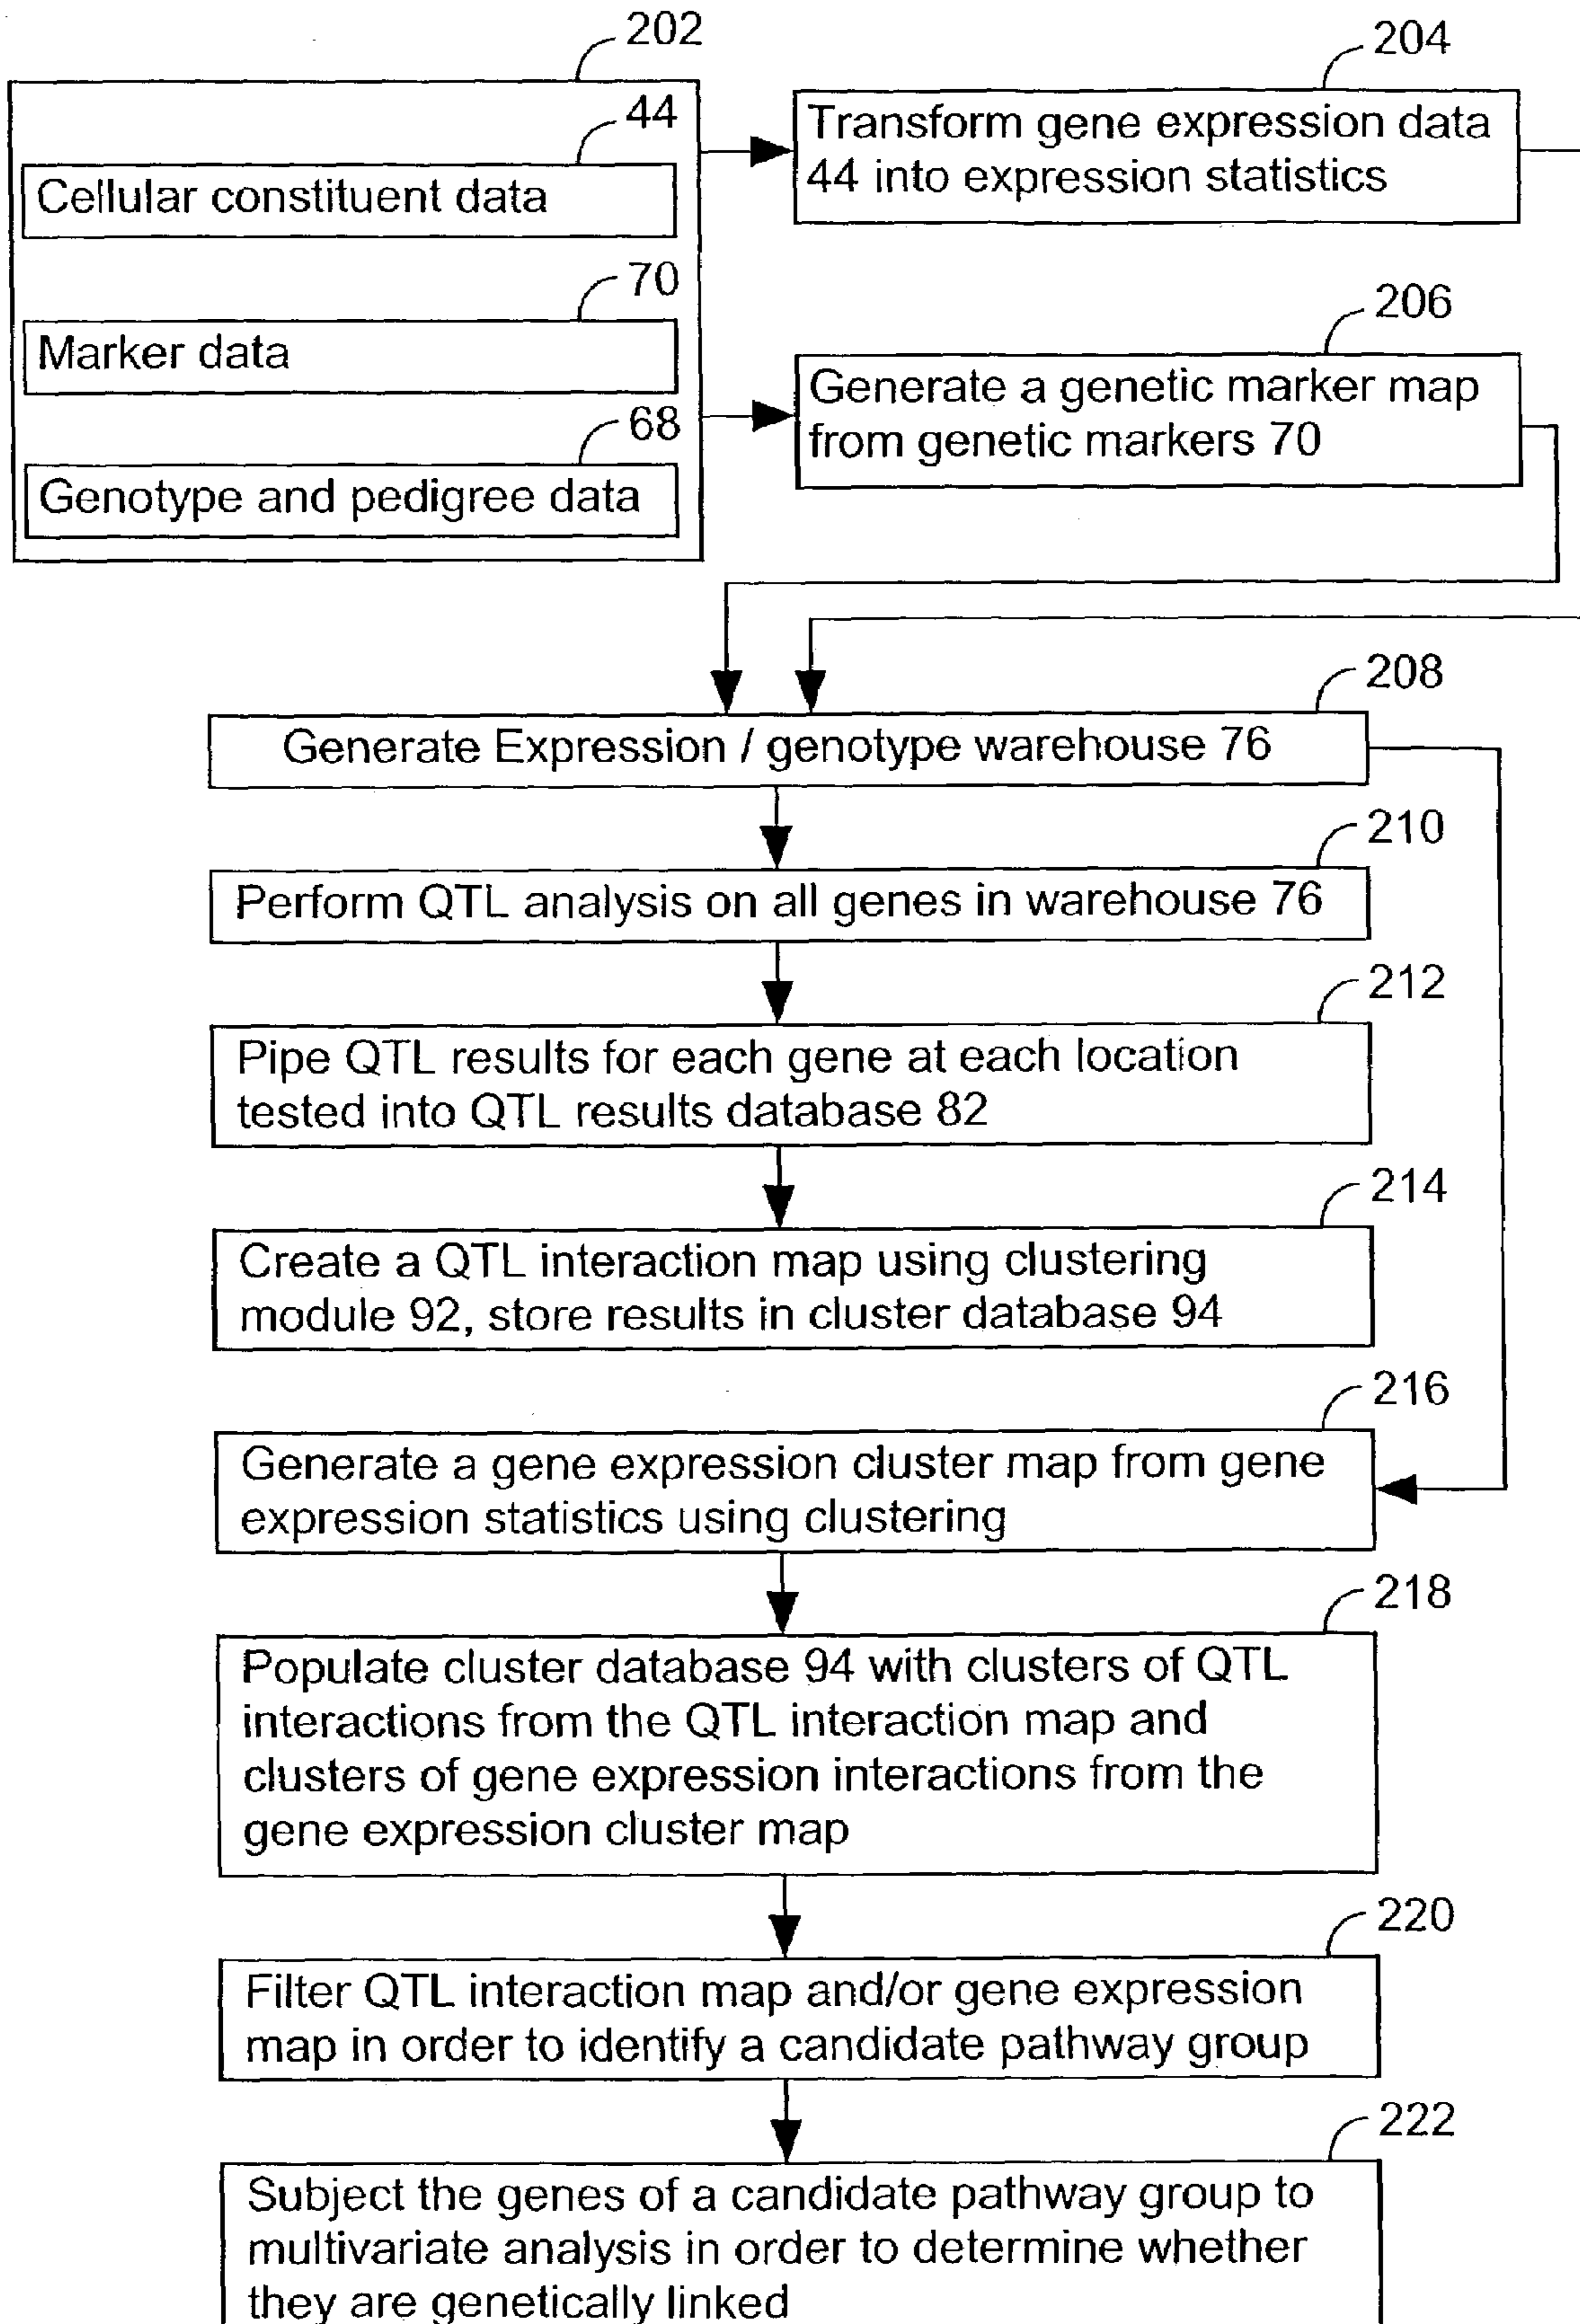 202
44
Cellular constituent data
70
Marker data
68
Genotype and pedigree data
204
Transform gene expression data
44 into expression statistics
206
Generate a genetic marker map
from genetic markers 70
208
Generate Expression / genotype warehouse 76
210
Perform QTL analysis on all genes in warehouse 76
212
Pipe QTL results for each gene at each location
tested into QTL results database 82
214
Create a QTL interaction map using clustering
module 92, store results in cluster database 94
216
Generate a gene expression cluster map from gene
expression statistics using clustering
218
Populate cluster database 94 with clusters of QTL
interactions from the QTL interaction map and
clusters of gene expression interactions from the
gene expression cluster map
220
Filter QTL interaction map and/or gene expression
map in order to identify a candidate pathway group
222
Subject the genes of a candidate pathway group to
multivariate analysis in order to determine whether
they are genetically linked